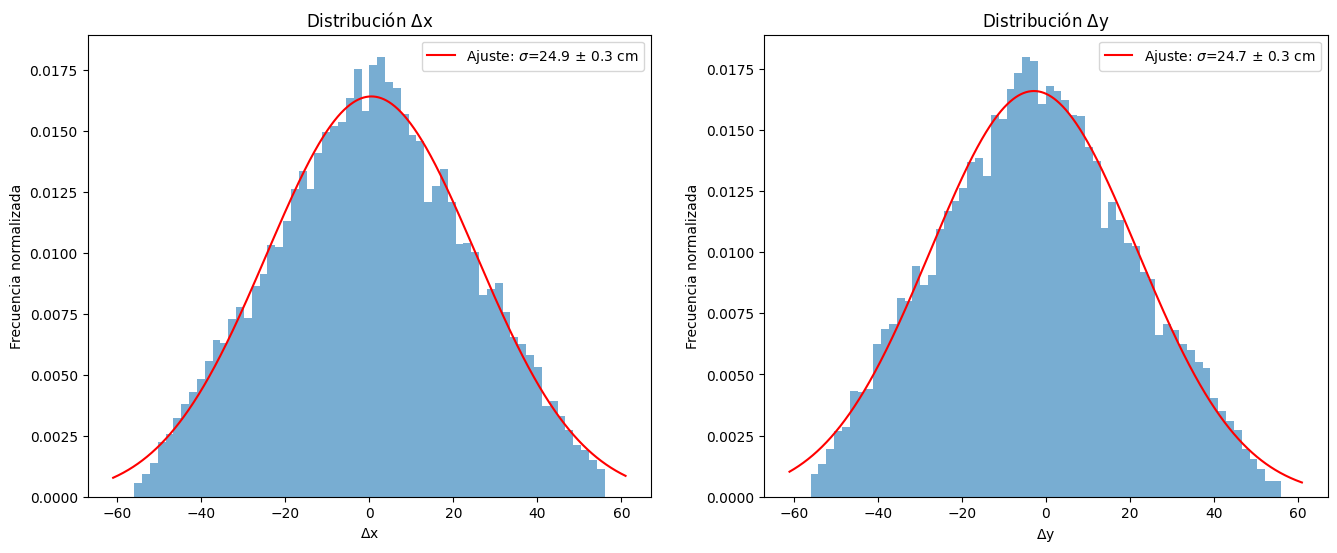 Distribución Δx
Ajuste: σ=24.9 ± 0.3 cm
Frecuencia normalizada
0.0175
0.0150
0.0125
0.0100
0.0075
0.0050
0.0025
0.0000
−60 −40 −20 0 20 40 60
Δx
Distribución Δy
Ajuste: σ=24.7 ± 0.3 cm
Frecuencia normalizada
0.0175
0.0150
0.0125
0.0100
0.0075
0.0050
0.0025
0.0000
−60 −40 −20 0 20 40 60
Δy